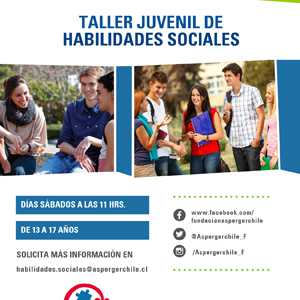 TALLER JUVENIL DE
HABILIDADES SOCIALES
DÍAS SÁBADOS A LAS 11 HRS.
DE 13 A 17 AÑOS
SOLICITA MÁS INFORMACIÓN EN
habilidades.sociales@aspergerchile.cl
www.facebook.com/
fundacionaspergerchile
@Aspergerchile_F
/Aspergerchile_F